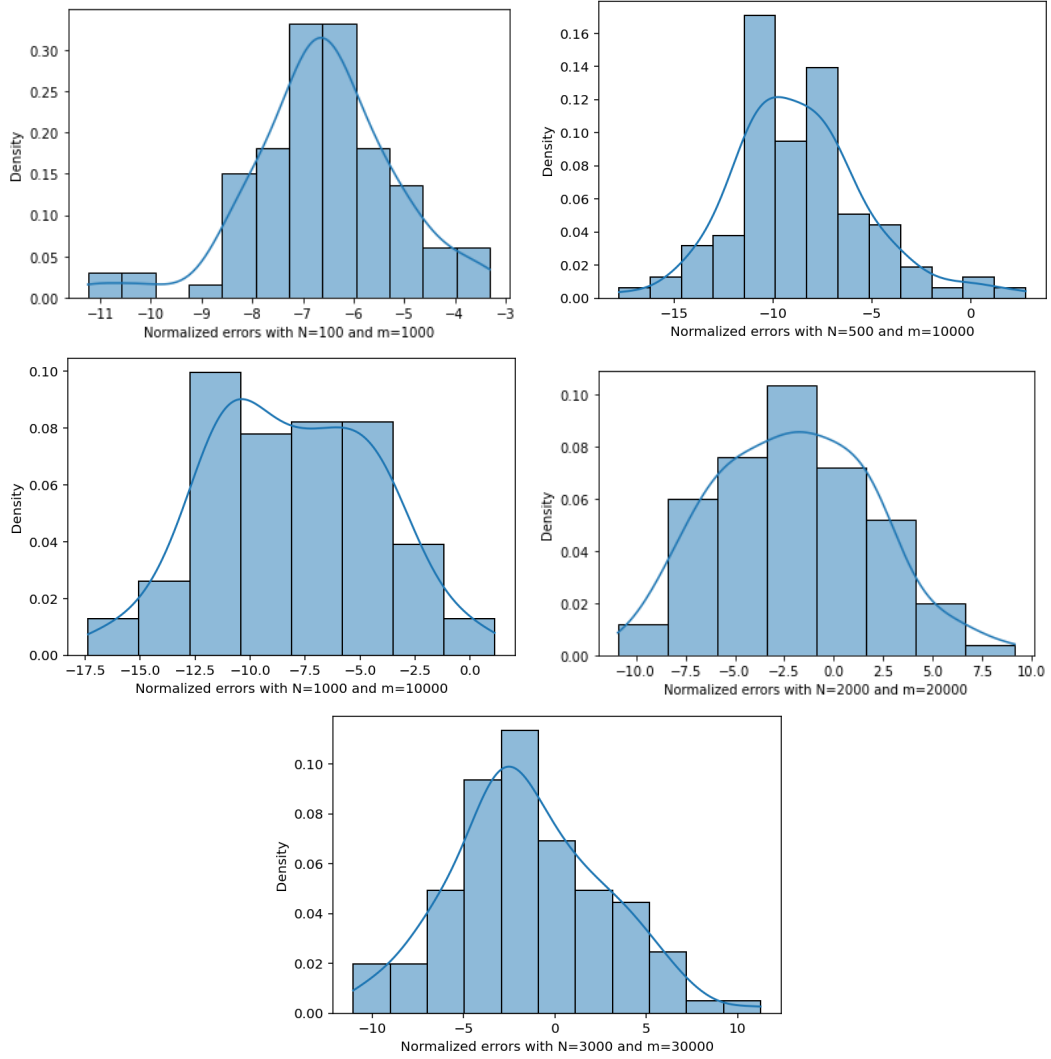 0.30
0.25
0.20
0.15
0.10
0.05
0.00
Density
−11 −10 −9 −8 −7 −6 −5 −4 −3
Normalized errors with N=100 and m=1000
0.16
0.14
0.12
0.10
0.08
0.06
0.04
0.02
0.00
Density
−15 −10 −5 0
Normalized errors with N=500 and m=10000
0.10
0.08
0.06
0.04
0.02
0.00
Density
−17.5 −15.0 −12.5 −10.0 −7.5 −5.0 −2.5 0.0
Normalized errors with N=1000 and m=10000
0.10
0.08
0.06
0.04
0.02
0.00
Density
−10.0 −7.5 −5.0 −2.5 0.0 2.5 5.0 7.5 10.0
Normalized errors with N=2000 and m=20000
0.10
0.08
0.06
0.04
0.02
0.00
Density
−10 −5 0 5 10
Normalized errors with N=3000 and m=30000